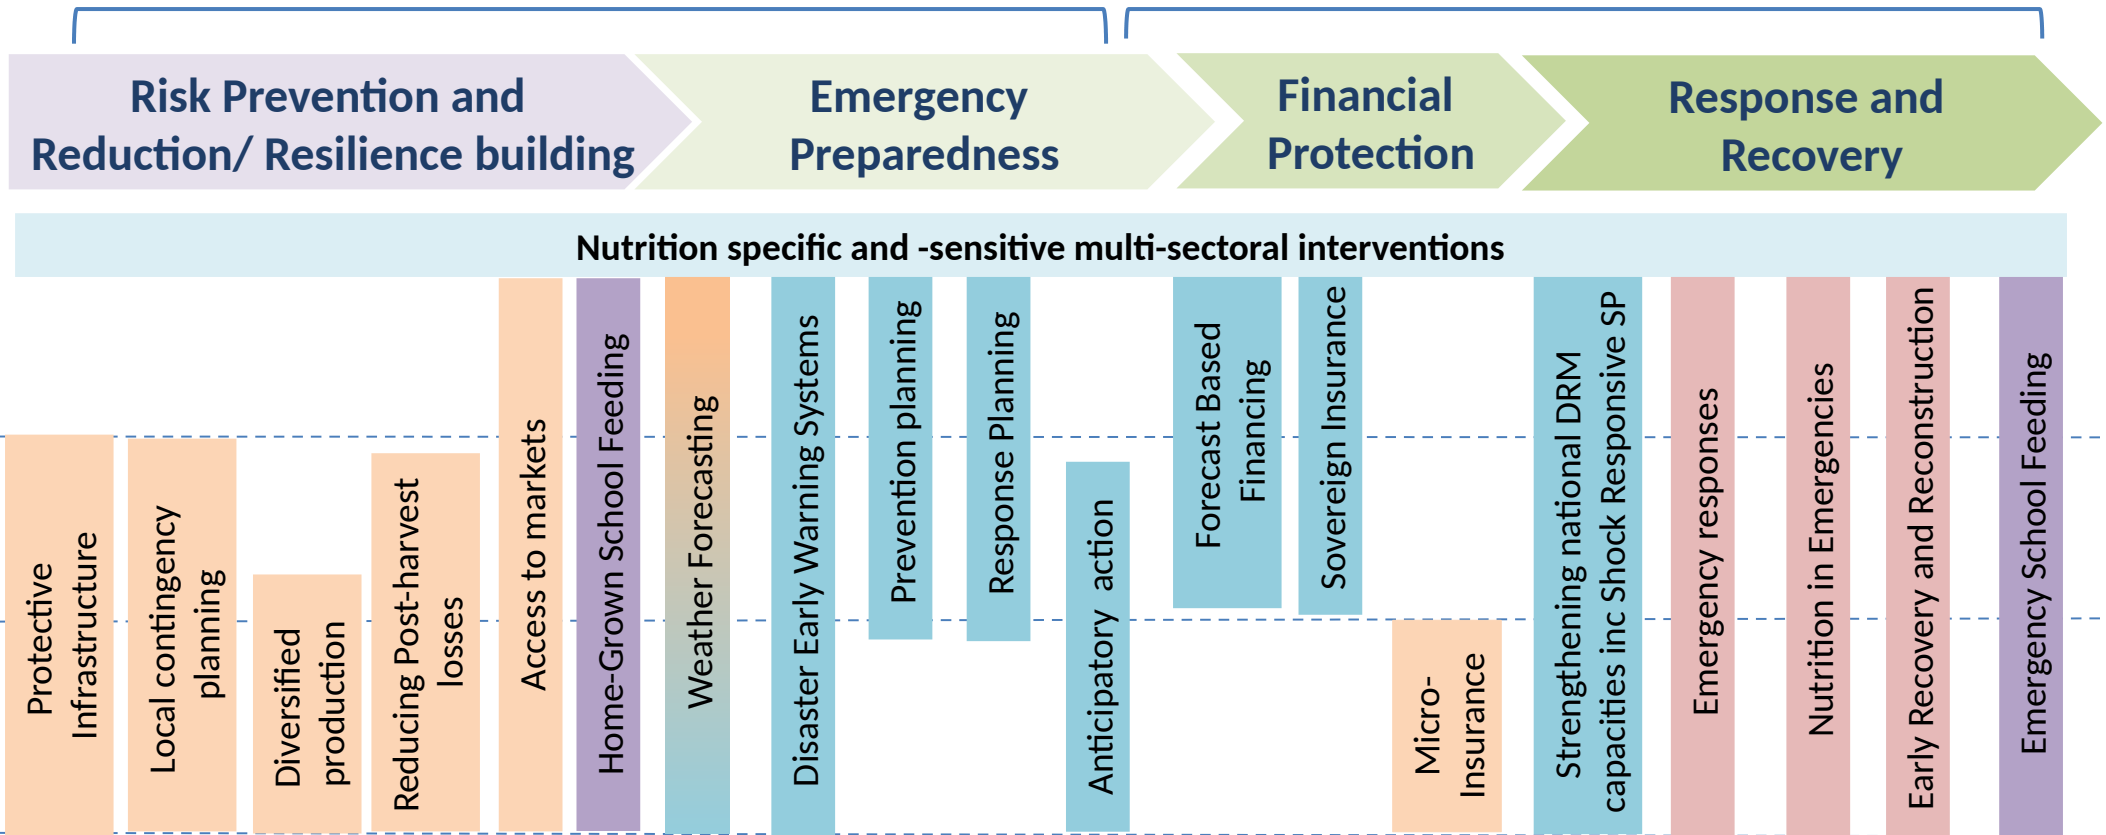 Risk Prevention and
Reduction/ Resilience building
Emergency
Preparedness
Financial
Protection
Response and
Recovery
Nutrition specific and -sensitive multi-sectoral interventions
Protective
Infrastructure
Local contingency
planning
Diversified
production
Reducing Post-harvest
losses
Access to markets
Home-Grown School Feeding
Weather Forecasting
Disaster Early Warning Systems
Prevention planning
Response Planning
Anticipatory action
Forecast Based
Financing
Sovereign Insurance
Micro-
Insurance
Strengthening national DRM
capacities inc Shock Responsive SP
Emergency responses
Nutrition in Emergencies
Early Recovery and Reconstruction
Emergency School Feeding